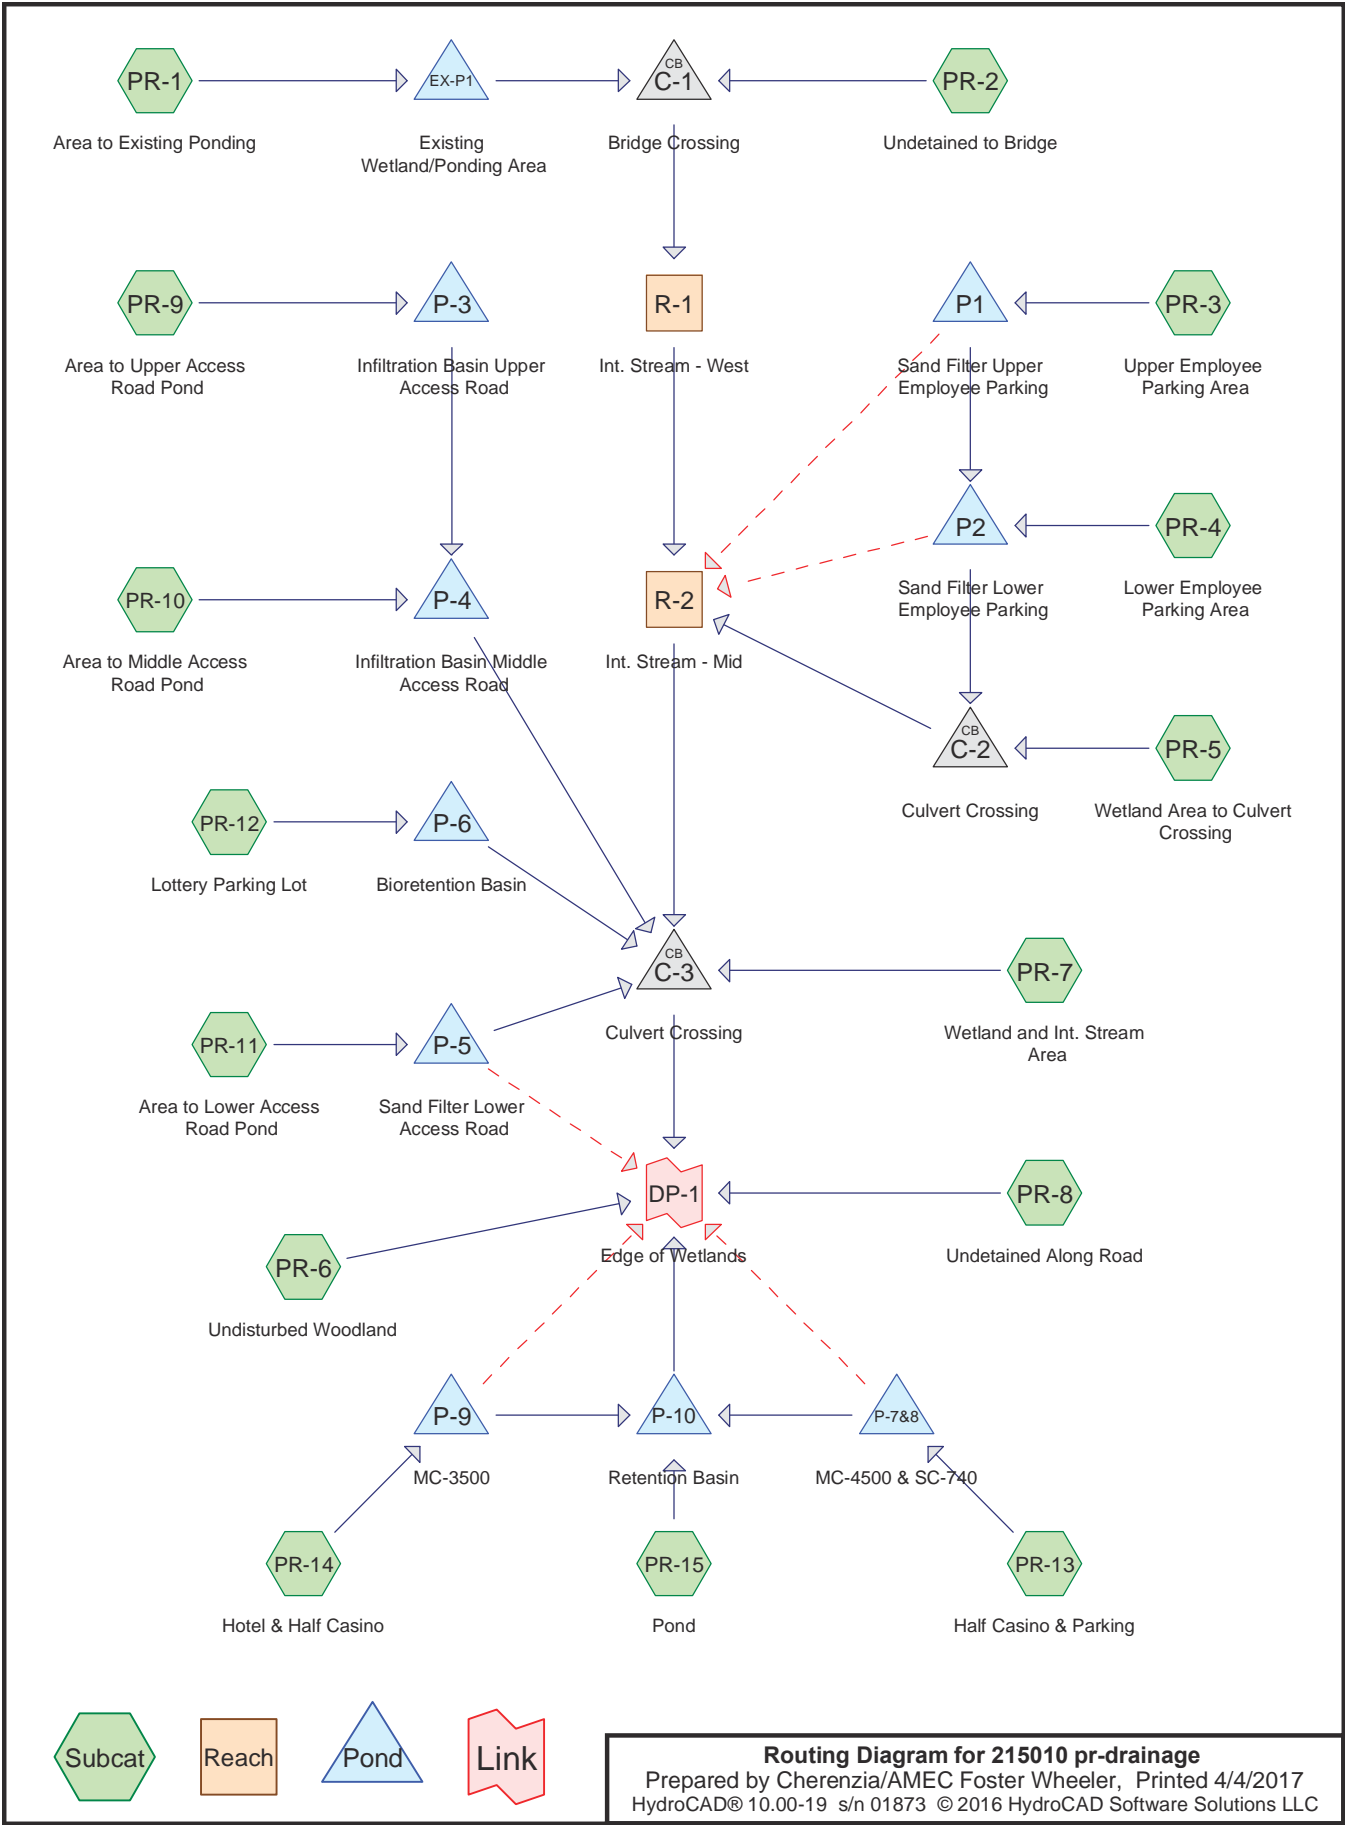 PR-1
EX-P1
CB
C-1
PR-2
Area to Existing Ponding
Existing
Wetland/Ponding Area
Bridge Crossing
Undetained to Bridge
PR-9
P-3
R-1
P1
PR-3
Area to Upper Access
Road Pond
Infiltration Basin Upper
Access Road
Int. Stream - West
Sand Filter Upper
Employee Parking
Upper Employee
Parking Area
P2
PR-4
Sand Filter Lower
Employee Parking
Lower Employee
Parking Area
PR-10
P-4
R-2
Area to Middle Access
Road Pond
Infiltration Basin Middle
Access Road
Int. Stream - Mid
CB
C-2
PR-5
Culvert Crossing
Wetland Area to Culvert
Crossing
PR-12
P-6
Lottery Parking Lot
Bioretention Basin
CB
C-3
PR-7
Culvert Crossing
Wetland and Int. Stream
Area
PR-11
P-5
Area to Lower Access
Road Pond
Sand Filter Lower
Access Road
DP-1
PR-8
Edge of Wetlands
Undetained Along Road
PR-6
Undisturbed Woodland
P-9
P-10
P-7&8
MC-3500
Retention Basin
MC-4500 & SC-740
PR-14
PR-15
PR-13
Hotel & Half Casino
Pond
Half Casino & Parking
Subcat
Reach
Pond
Link
Routing Diagram for 215010 pr-drainage
Prepared by Cherenzia/AMEC Foster Wheeler, Printed 4/4/2017
HydroCAD® 10.00-19 s/n 01873 © 2016 HydroCAD Software Solutions LLC